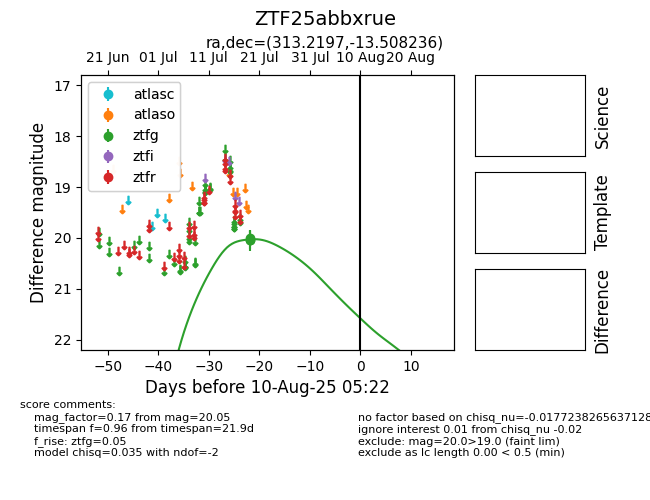 ZTF25abbxrue
ra,dec=(313.2197,-13.508236)
21 Jun 01 Jul 11 Jul 21 Jul 31 Jul 10 Aug 20 Aug
17
18
19
20
21
22
Difference magnitude
atlasc
atlaso
ztfg
ztfi
ztfr
−50 −40 −30 −20 −10 0 10
Days before 10-Aug-25 05:22
Science
Template
Difference
score comments:
mag_factor=0.17 from mag=20.05
timespan f=0.96 from timespan=21.9d
f_rise: ztfg=0.05
model chisq=0.035 with ndof=-2
no factor based on chisq_nu=-0.0177238265637128
ignore interest 0.01 from chisq_nu -0.02
exclude: mag=20.0>19.0 (faint lim)
exclude as lc length 0.00 < 0.5 (min)